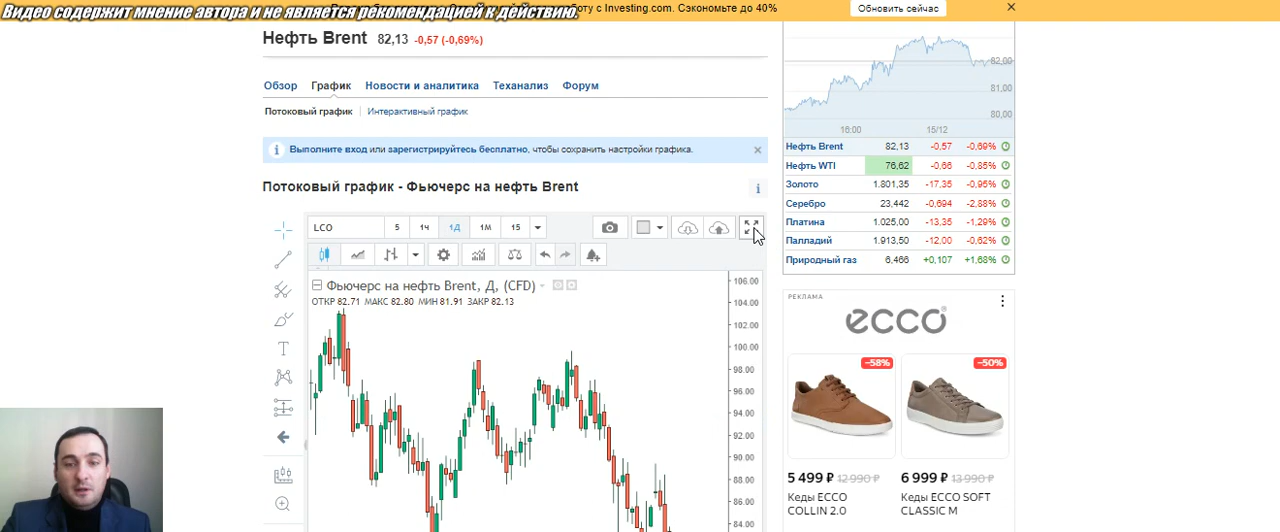 Видео содержит мнение автора и не является рекомендацией к действию.
боту с Investing.com. Сэкономьте до 40%
Обновить сейчас
Нефть Brent 82,13 -0,57 (-0,69%)
Обзор График Новости и аналитика Теханализ Форум
Потоковый график Интерактивный график
Выполните вход или зарегистрируйтесь бесплатно, чтобы сохранить настройки графика.
Потоковый график - Фьючерс на нефть Brent
LCO 5 1ч 1Д 1М 15
Фьючерс на нефть Brent, Д, (CFD)
ОТКР 82.71 МАКС 82.80 МИН 81.91 ЗАКР 82.13
106.00
104.00
102.00
100.00
98.00
96.00
94.00
92.00
90.00
88.00
86.00
84.00
82,00
81,00
80,00
16:00 15/12
Нефть Brent 82,13 -0,57 -0,69%
Нефть WTI 76,62 -0,66 -0,85%
Золото 1.801,35 -17,35 -0,95%
Серебро 23,442 -0,694 -2,88%
Платина 1.025,00 -13,35 -1,29%
Палладий 1.913,50 -12,00 -0,62%
Природный газ 6,466 +0,107 +1,68%
РЕКЛАМА
ecco
-58% -50%
5 499 ₽ 12 990 ₽ 6 999 ₽ 13 990 ₽
Кеды ECCO Кеды ECCO SOFT
COLLIN 2.0 CLASSIC M